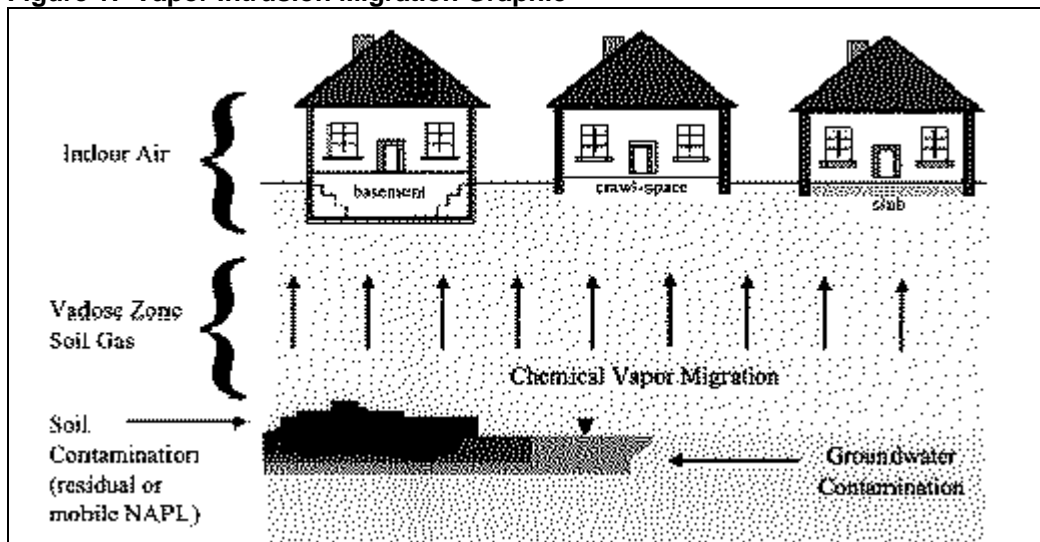 Figure 1. Vapor Intrusion Migration Graphic
Indoor Air
basement
crawl-space
slab
Vadose Zone
Soil Gas
Chemical Vapor Migration
Soil
Contamination
(residual or
mobile NAPL)
Groundwater
Contamination